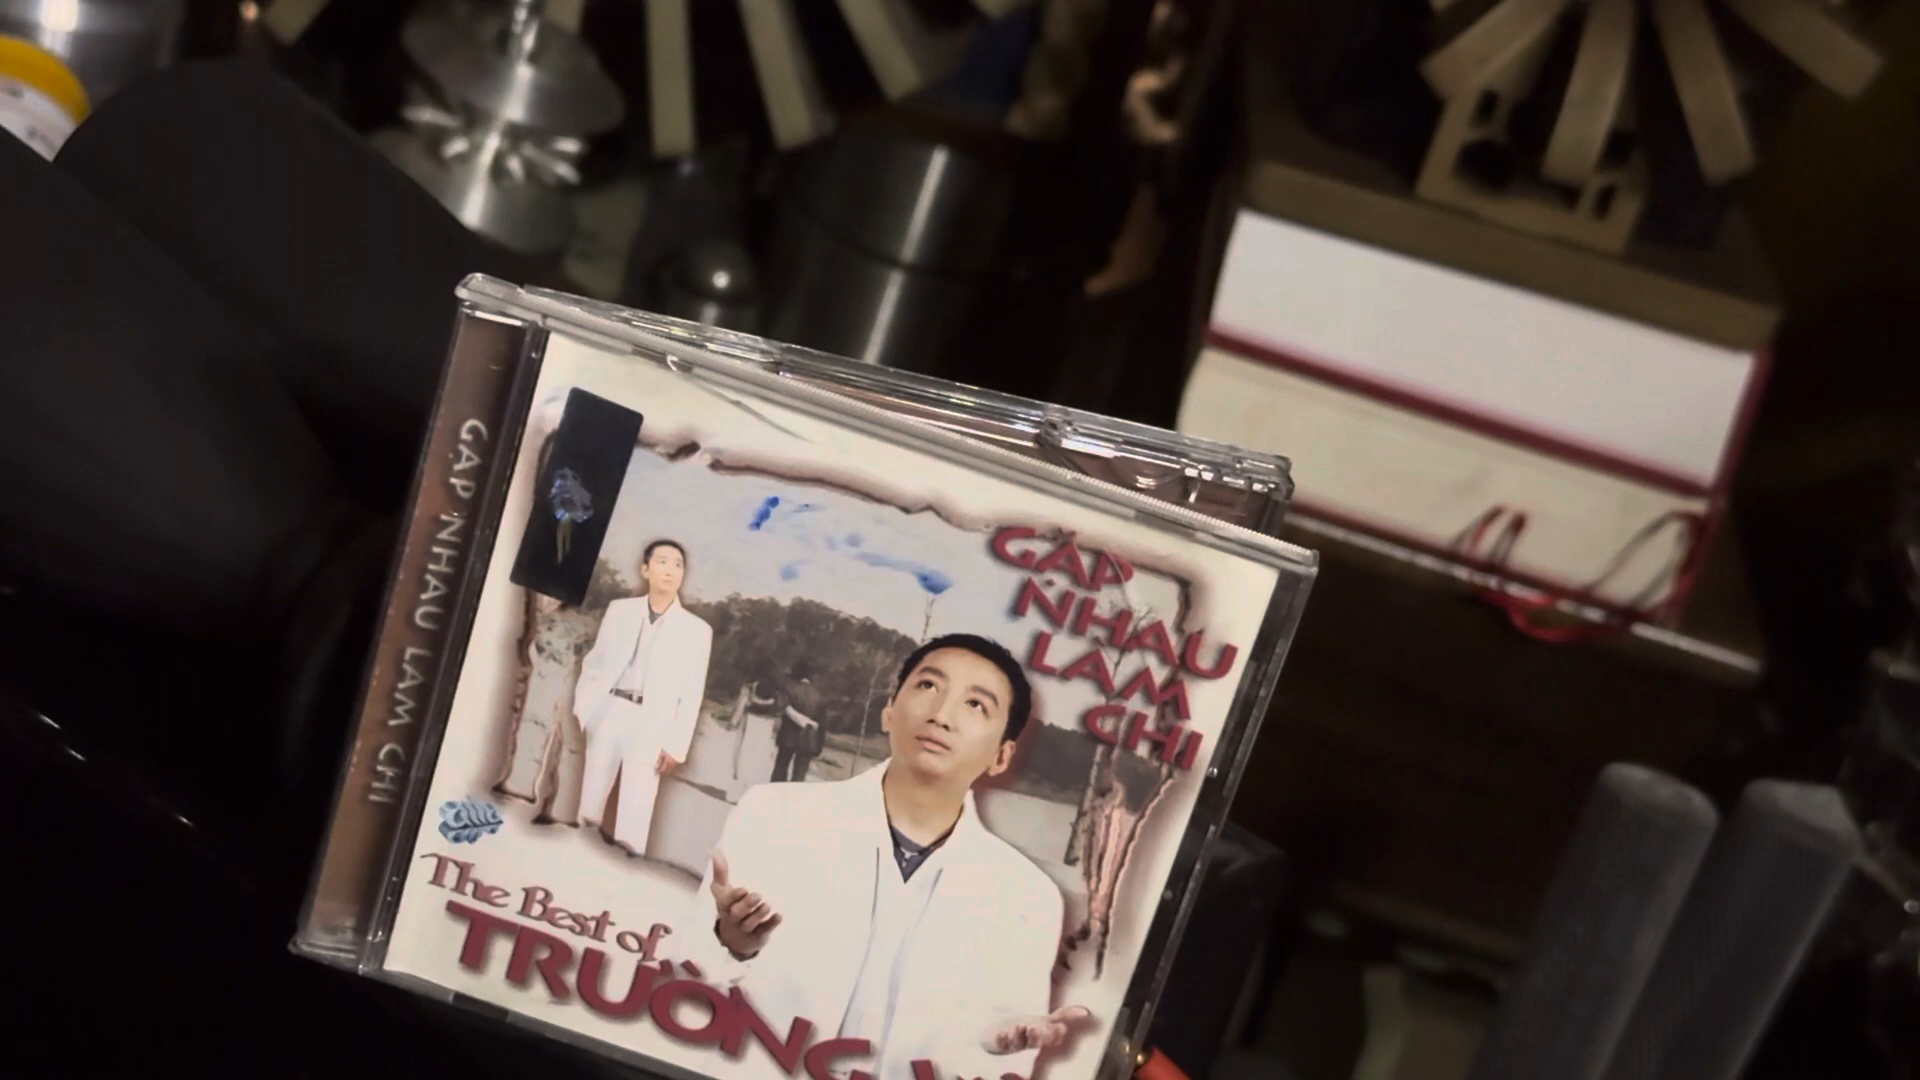 GẶP NHAU LÀM CHI
GẶP
NHAU
LÀM
CHI
The Best of
TRƯỜNG